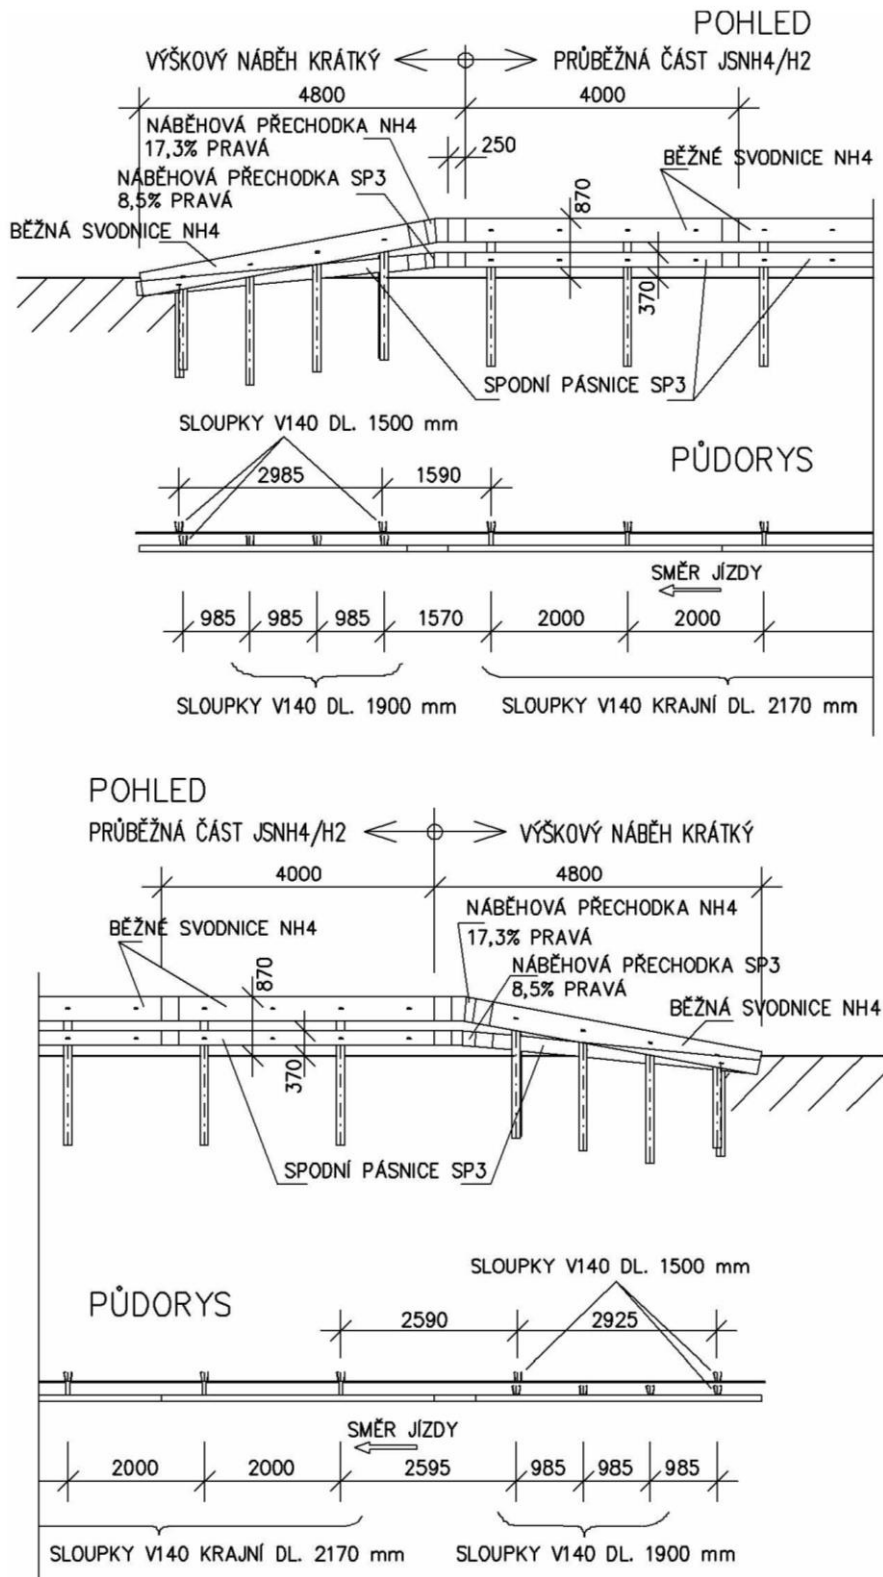 POHLED
VÝŠKOVÝ NÁBĚH KRÁTKÝ
PRŮBĚŽNÁ ČÁST JSNH4/H2
4800
4000
NÁBĚHOVÁ PŘECHODKA NH4
17,3% PRAVÁ
250
BĚŽNÉ SVODNICE NH4
NÁBĚHOVÁ PŘECHODKA SP3
8,5% PRAVÁ
870
BĚŽNÁ SVODNICE NH4
370
SPODNÍ PÁSNICE SP3
SLOUPKY V140 DL. 1500 mm
PŮDORYS
2985
1590
SMĚR JÍZDY
985
985
985
1570
2000
2000
SLOUPKY V140 DL. 1900 mm
SLOUPKY V140 KRAJNÍ DL. 2170 mm
POHLED
PRŮBĚŽNÁ ČÁST JSNH4/H2
VÝŠKOVÝ NÁBĚH KRÁTKÝ
4000
4800
NÁBĚHOVÁ PŘECHODKA NH4
17,3% PRAVÁ
BĚŽNÉ SVODNICE NH4
NÁBĚHOVÁ PŘECHODKA SP3
8,5% PRAVÁ
870
BĚŽNÁ SVODNICE NH4
370
SPODNÍ PÁSNICE SP3
SLOUPKY V140 DL. 1500 mm
PŮDORYS
2590
2925
SMĚR JÍZDY
2000
2000
2595
985
985
985
SLOUPKY V140 KRAJNÍ DL. 2170 mm
SLOUPKY V140 DL. 1900 mm